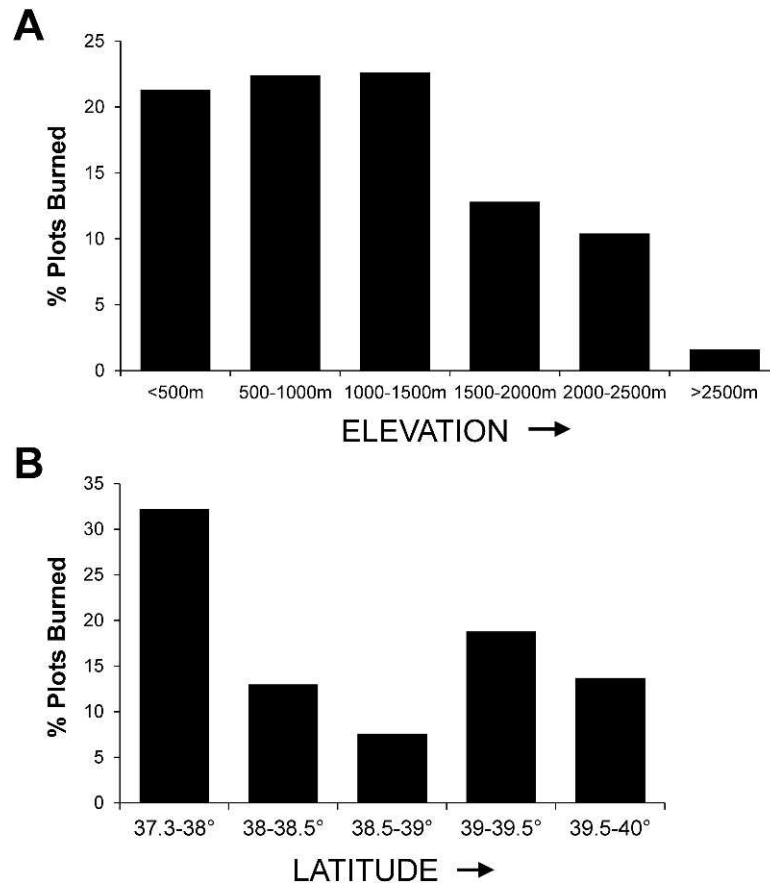 A
% Plots Burned
25
20
15
10
5
0
<500m 500-1000m 1000-1500m 1500-2000m 2000-2500m >2500m
ELEVATION →
B
% Plots Burned
35
30
25
20
15
10
5
0
37.3-38° 38-38.5° 38.5-39° 39-39.5° 39.5-40°
LATITUDE →